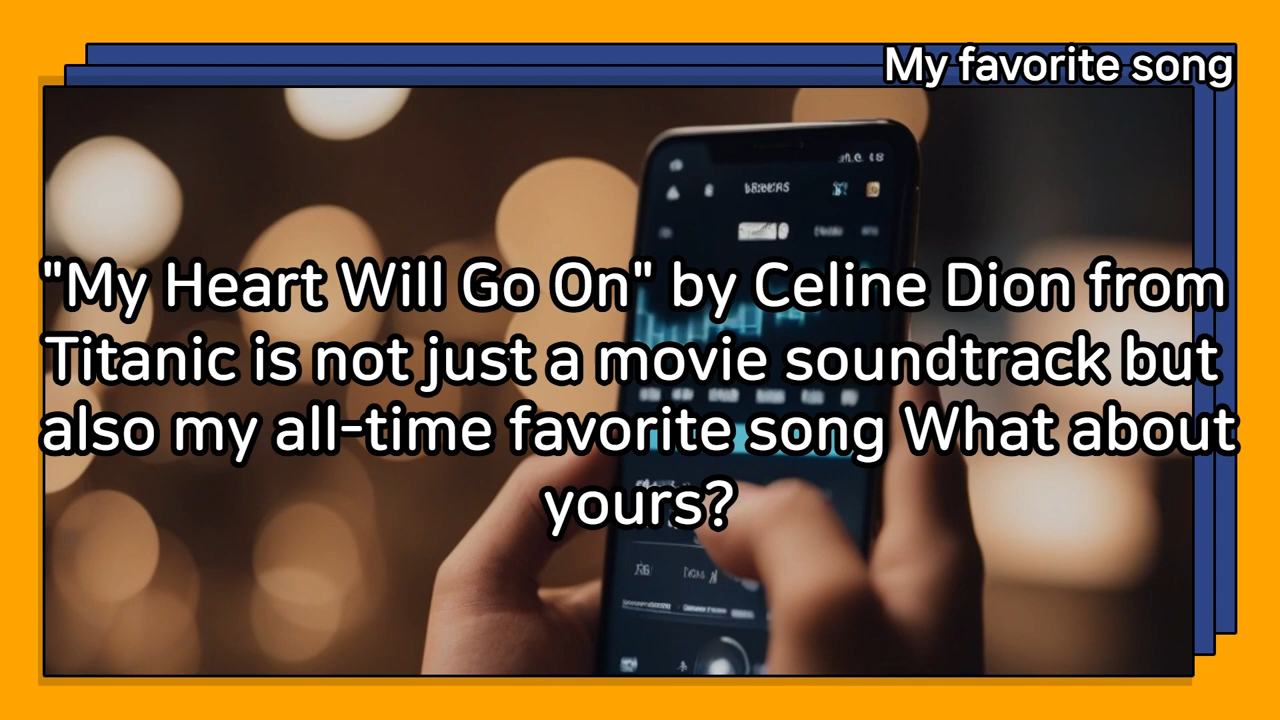 My favorite song
"My Heart Will Go On" by Celine Dion from
Titanic is not just a movie soundtrack but
also my all-time favorite song What about
yours?